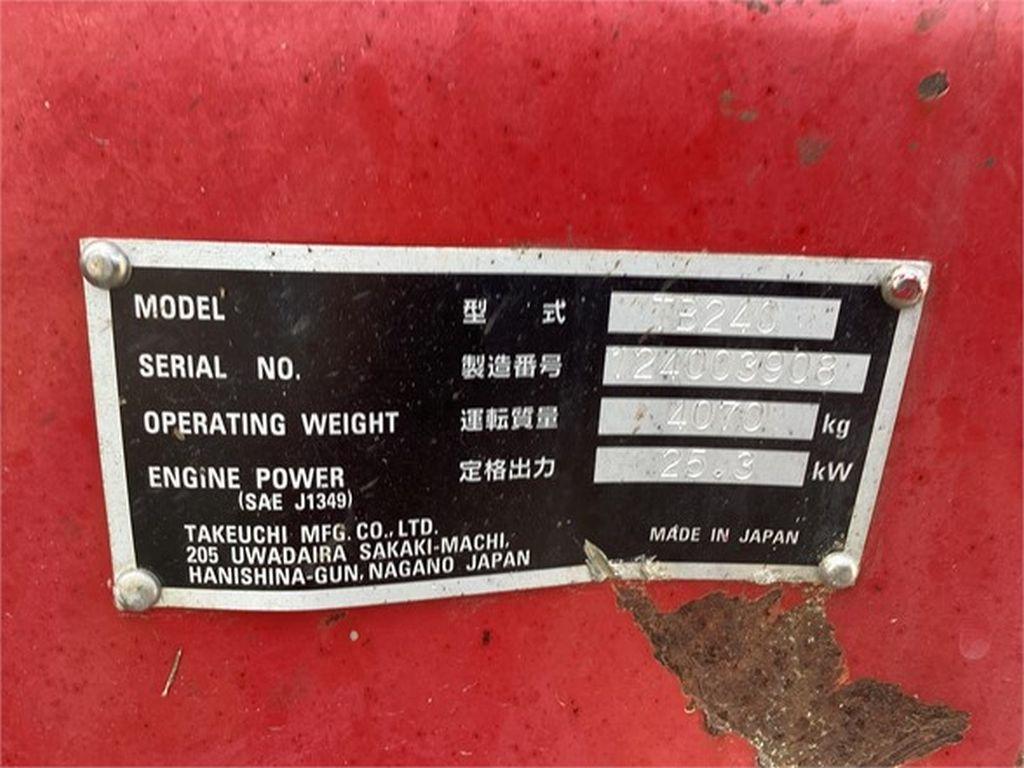 MODEL 型 式 TB240
SERIAL NO. 製造番号 124003908
OPERATING WEIGHT 運転質量 4070 kg
ENGINE POWER 定格出力 25.3 kW
(SAE J1349)
TAKEUCHI MFG. CO., LTD.
205 UWADAIRA SAKAKI-MACHI,
HANISHINA-GUN, NAGANO JAPAN
MADE IN JAPAN